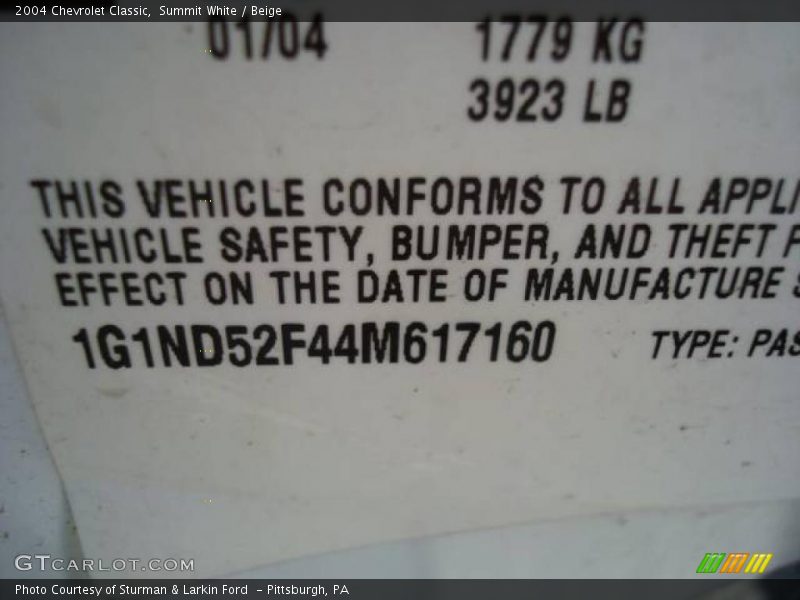 2004 Chevrolet Classic, Summit White / Beige
01/04 1779 KG
3923 LB
THIS VEHICLE CONFORMS TO ALL APPLI
VEHICLE SAFETY, BUMPER, AND THEFT P
EFFECT ON THE DATE OF MANUFACTURE S
1G1ND52F44M617160 TYPE: PAS
GTCARLOT.COM
Photo Courtesy of Sturman & Larkin Ford - Pittsburgh, PA